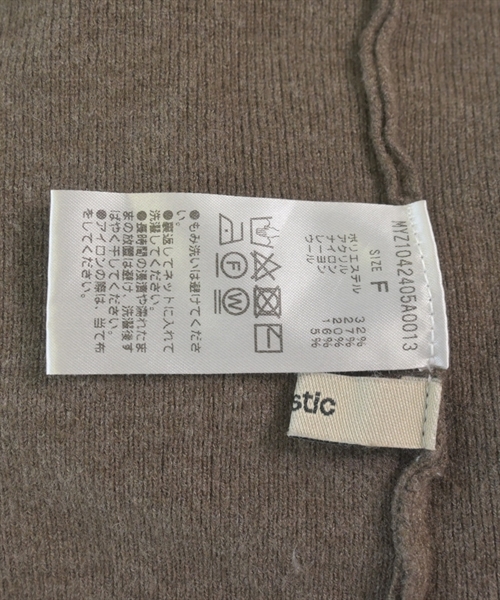 MYZ1042405A0013
SIZE F
ポリエステル 32%
アクリル 27%
ナイロン 20%
レーヨン 16%
ウール 5%
F
W
●もみ洗いは避けてくださ
い。
●裏返してネットに入れて
洗濯してください。
●長時間の浸漬や濡れたま
まの放置は避け、洗濯後す
ばやく干してください。
●アイロンの際は、当て布
をしてください。
stic